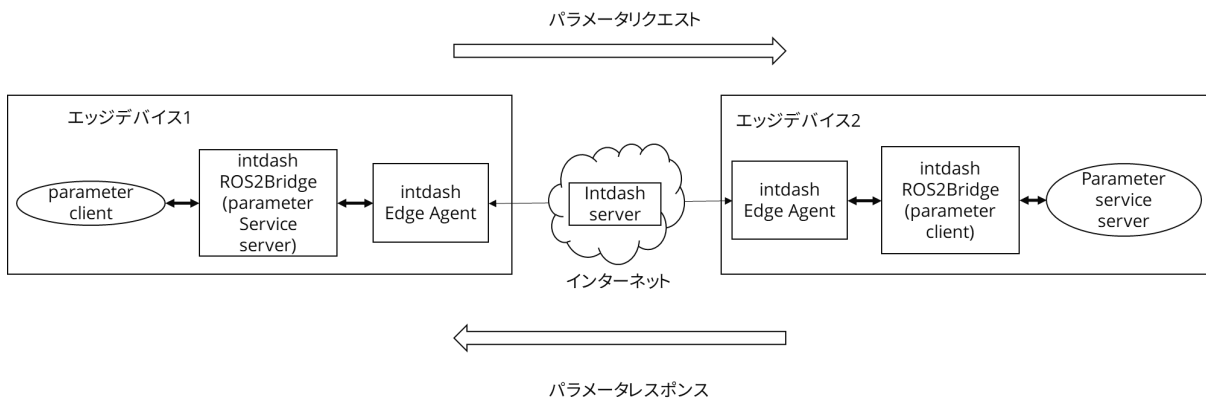 パラメータリクエスト
エッジデバイス1
parameter
client
intdash
ROS2Bridge
(parameter
Service
server)
intdash
Edge Agent
Intdash
server
インターネット
エッジデバイス2
intdash
Edge Agent
intdash
ROS2Bridge
(parameter
client)
Parameter
service
server
パラメータレスポンス